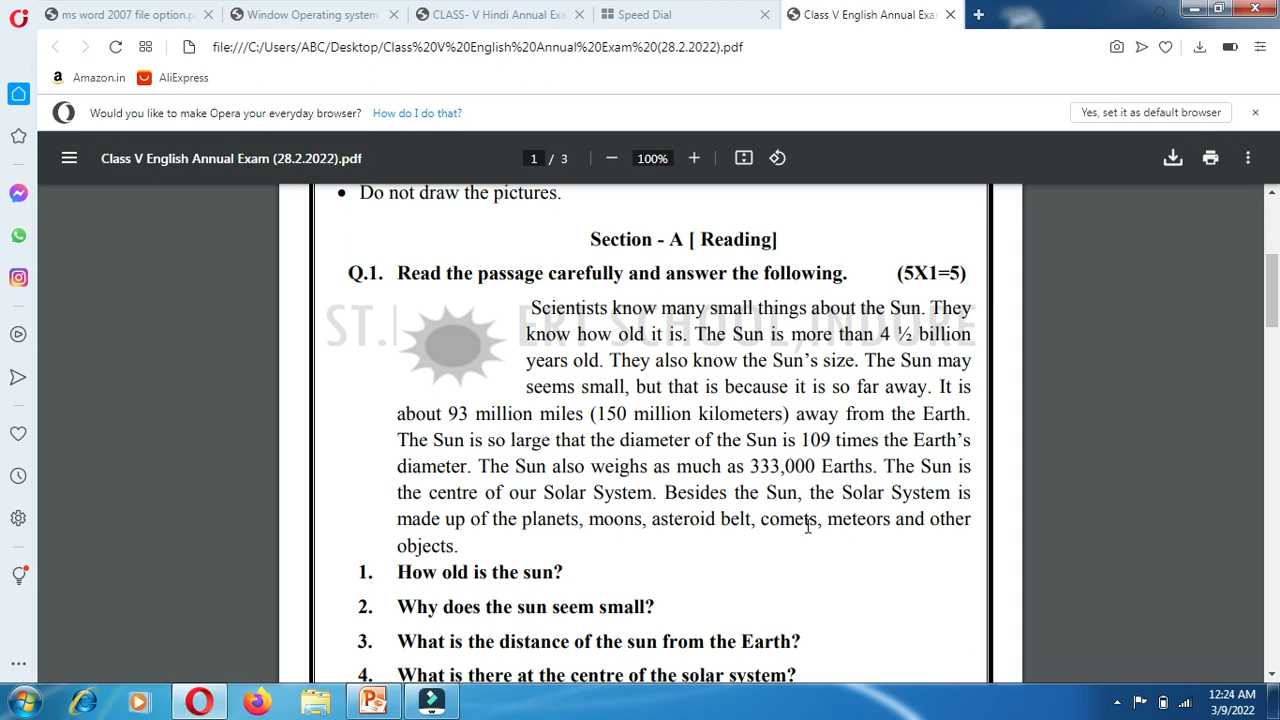 ms word 2007 file option.p
Window Operating system
CLASS- V Hindi Annual Exa
Speed Dial
Class V English Annual Exam
file:///C:/Users/ABC/Desktop/Class%20V%20English%20Annual%20Exam%20(28.2.2022).pdf
Amazon.in
AliExpress
Would you like to make Opera your everyday browser? How do I do that?
Yes, set it as default browser
Class V English Annual Exam (28.2.2022).pdf
1 / 3
100%
• Do not draw the pictures.
Section - A [ Reading]
Q.1. Read the passage carefully and answer the following. (5X1=5)
Scientists know many small things about the Sun. They
ERT SCHOOL,INDORE
know how old it is. The Sun is more than 4 ½ billion
years old. They also know the Sun's size. The Sun may
seems small, but that is because it is so far away. It is
about 93 million miles (150 million kilometers) away from the Earth.
The Sun is so large that the diameter of the Sun is 109 times the Earth's
diameter. The Sun also weighs as much as 333,000 Earths. The Sun is
the centre of our Solar System. Besides the Sun, the Solar System is
made up of the planets, moons, asteroid belt, comets, meteors and other
objects.
1. How old is the sun?
2. Why does the sun seem small?
3. What is the distance of the sun from the Earth?
4. What is there at the centre of the solar system?
12:24 AM
3/9/2022